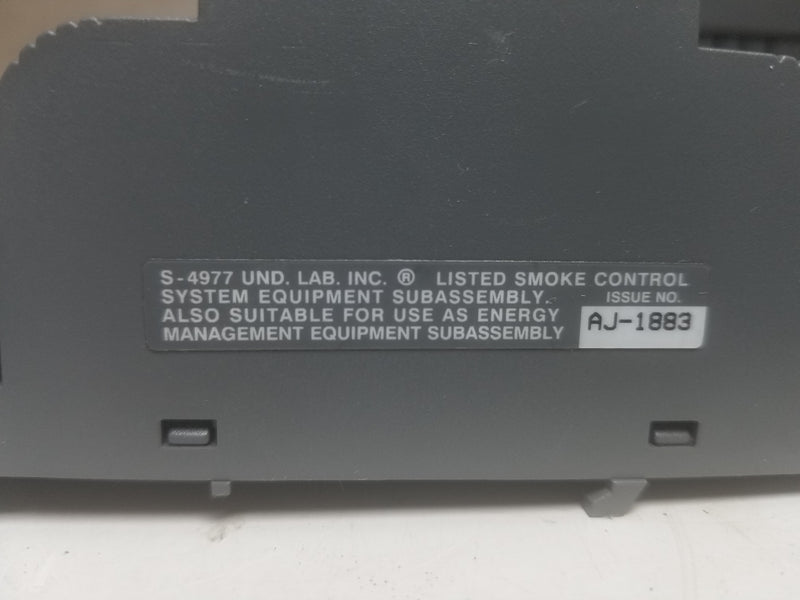 S-4977 UND. LAB. INC. ® LISTED SMOKE CONTROL
SYSTEM EQUIPMENT SUBASSEMBLY. ISSUE NO.
ALSO SUITABLE FOR USE AS ENERGY AJ-1883
MANAGEMENT EQUIPMENT SUBASSEMBLY